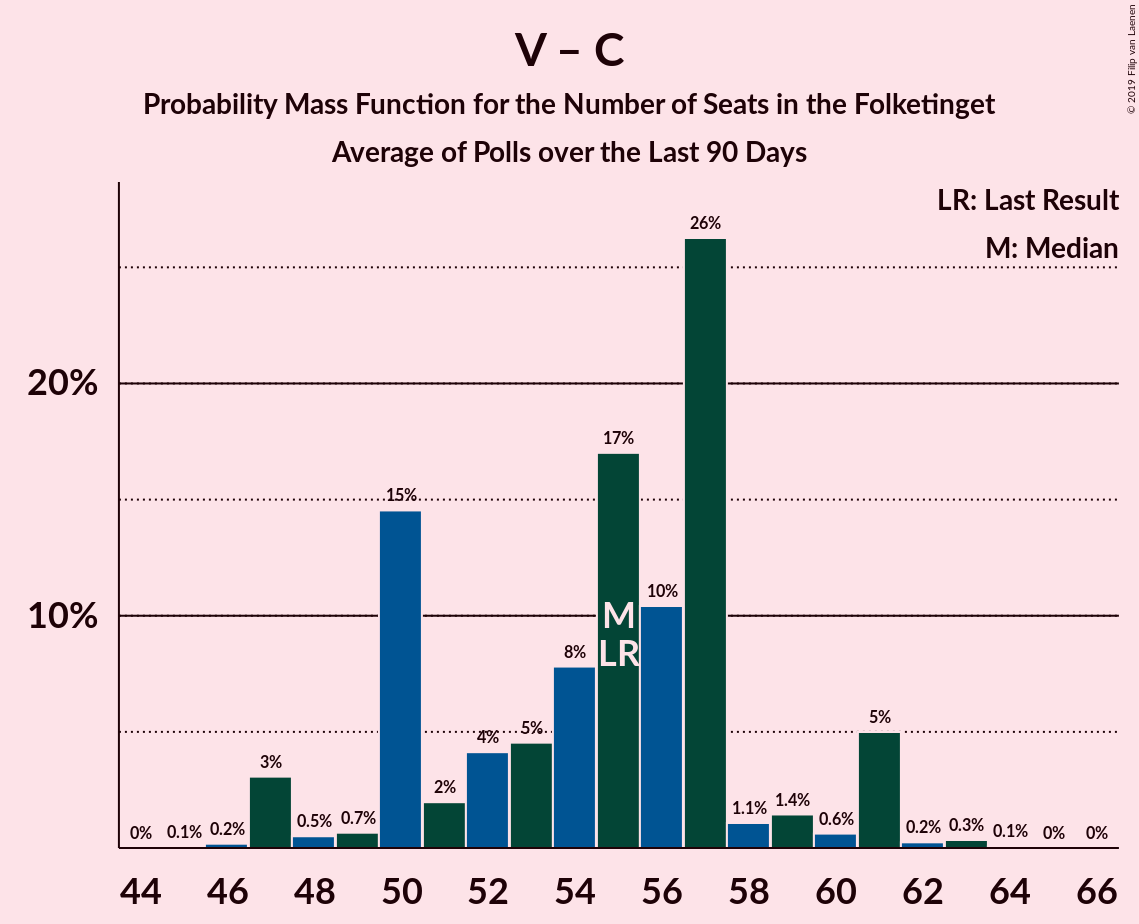 V – C
Probability Mass Function for the Number of Seats in the Folketinget
Average of Polls over the Last 90 Days
© 2019 Filip van Laenen
LR: Last Result
M: Median
20%
10%
0%
0.1%
0.2%
3%
0.5%
0.7%
15%
2%
4%
5%
8%
17%
10%
26%
1.1%
1.4%
0.6%
5%
0.2%
0.3%
0.1%
0%
0%
M
LR
44 46 48 50 52 54 56 58 60 62 64 66